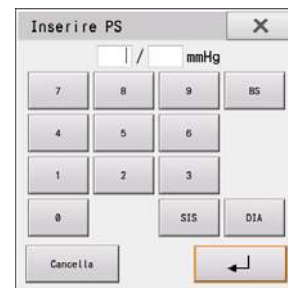 Inserire PS
/ mmHg
7 8 9 BS
4 5 6
1 2 3
0 SIS DIA
Cancella